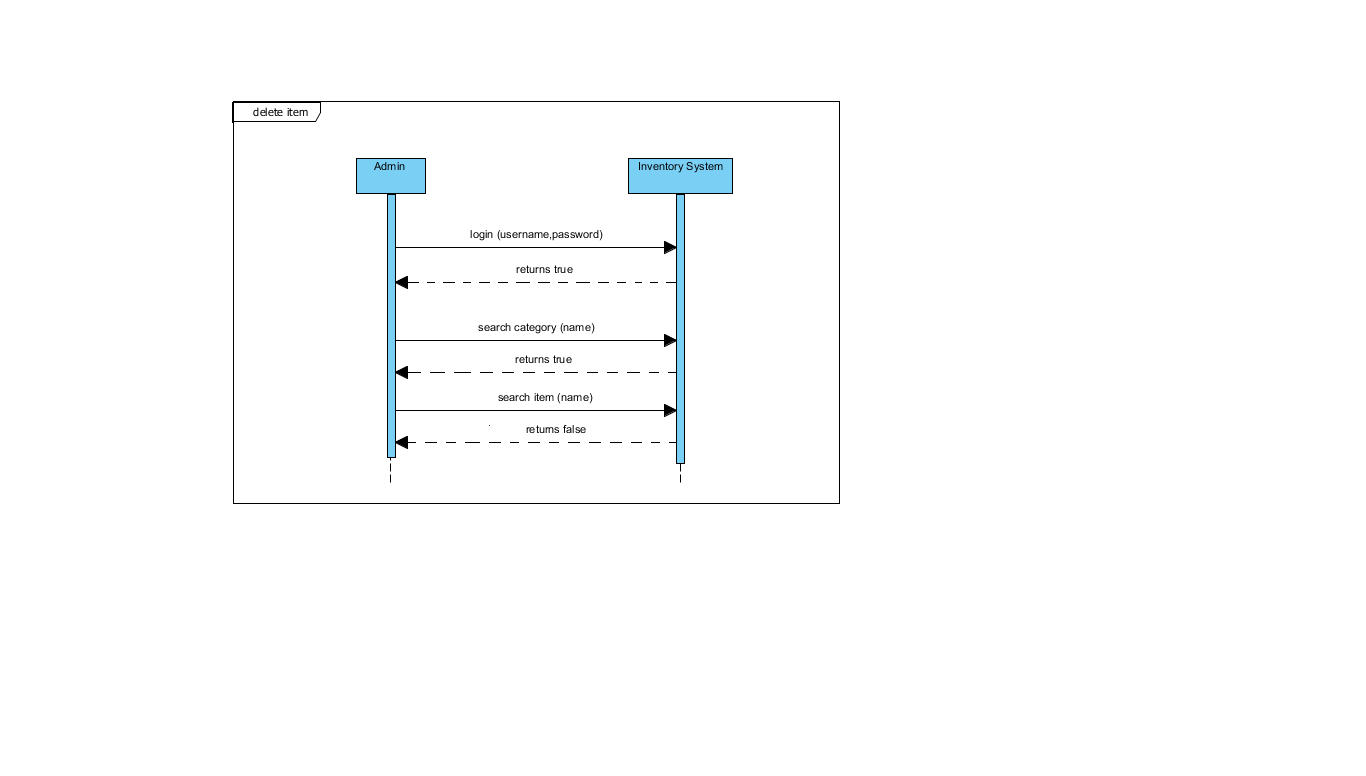 delete item
Admin
Inventory System
login (username,password)
returns true
search category (name)
returns true
search item (name)
returns false